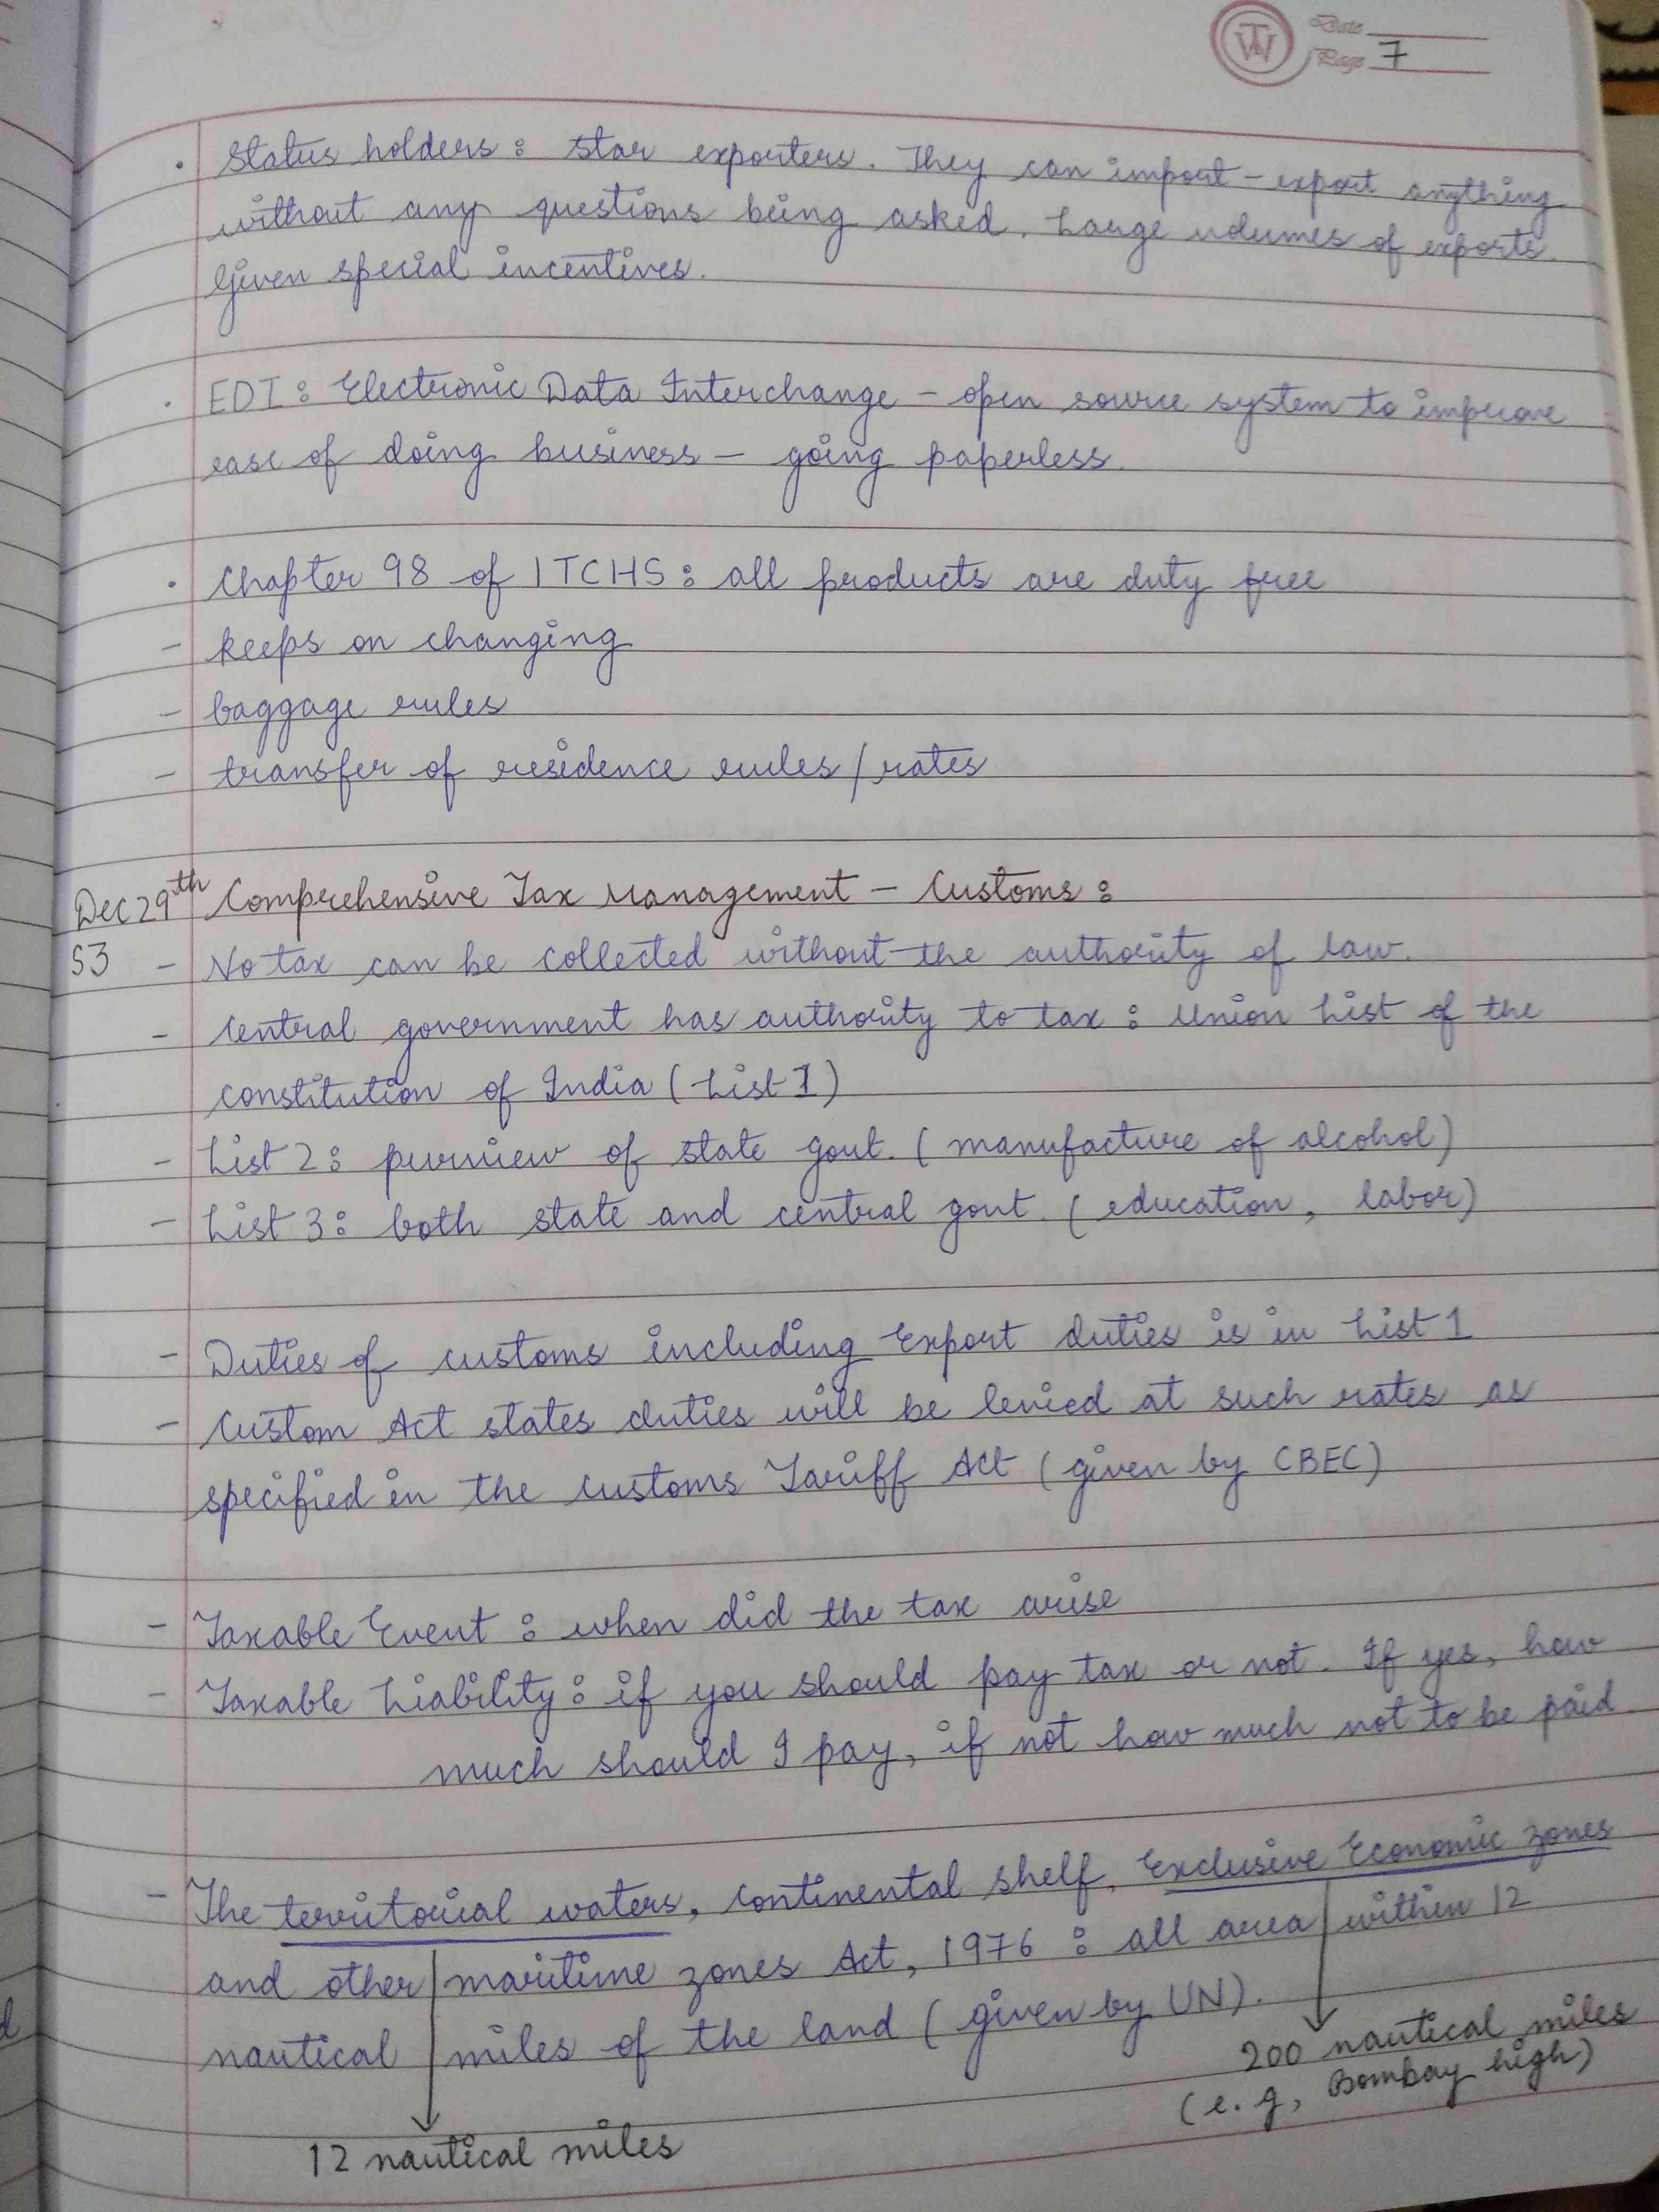 TW
Date
Page 7
• Status holders : Star exporters. They can import-export anything
without any questions being asked. Large volumes of exports.
Given special incentives.
• EDI : Electronic Data Interchange – open source system to improve
ease of doing business – going paperless.
• Chapter 98 of ITCHS : all products are duty free
– keeps on changing
– baggage rules
– transfer of residence rules / rates
Dec 29th Comprehensive Tax Management – Customs :
S3 – No tax can be collected without the authority of law.
– Central government has authority to tax : Union List of the
constitution of India (List 1)
– List 2 : purview of state govt. (manufacture of alcohol)
– List 3 : both state and central govt. (education, labor)
– Duties of customs including Export duties is in List 1
– Custom Act states duties will be levied at such rates as
specified in the Customs Tariff Act (given by CBEC)
– Taxable Event : when did the tax arise
– Taxable Liability : if you should pay tax or not. If yes, how
much should I pay, if not how much not to be paid.
– The territorial waters, continental shelf, Exclusive Economic zones
and other maritime zones Act, 1976 : all area within 12
nautical miles of the land (given by UN).
200 nautical miles
(e.g, Bombay high)
12 nautical miles